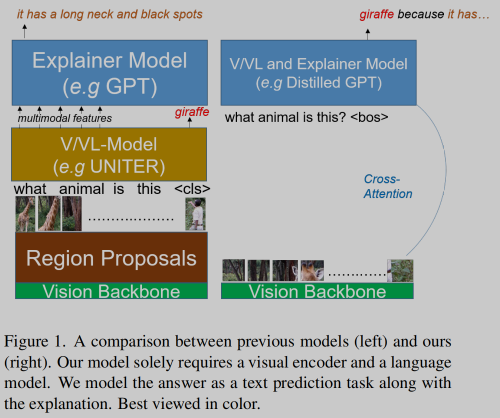 it has a long neck and black spots
Explainer Model
(e.g GPT)
multimodal features
giraffe
V/VL-Model
(e.g UNITER)
what animal is this <cls>
Region Proposals
Vision Backbone
giraffe because it has...
V/VL and Explainer Model
(e.g Distilled GPT)
what animal is this? <bos>
Cross-
Attention
Vision Backbone
Figure 1. A comparison between previous models (left) and ours
(right). Our model solely requires a visual encoder and a language
model. We model the answer as a text prediction task along with
the explanation. Best viewed in color.